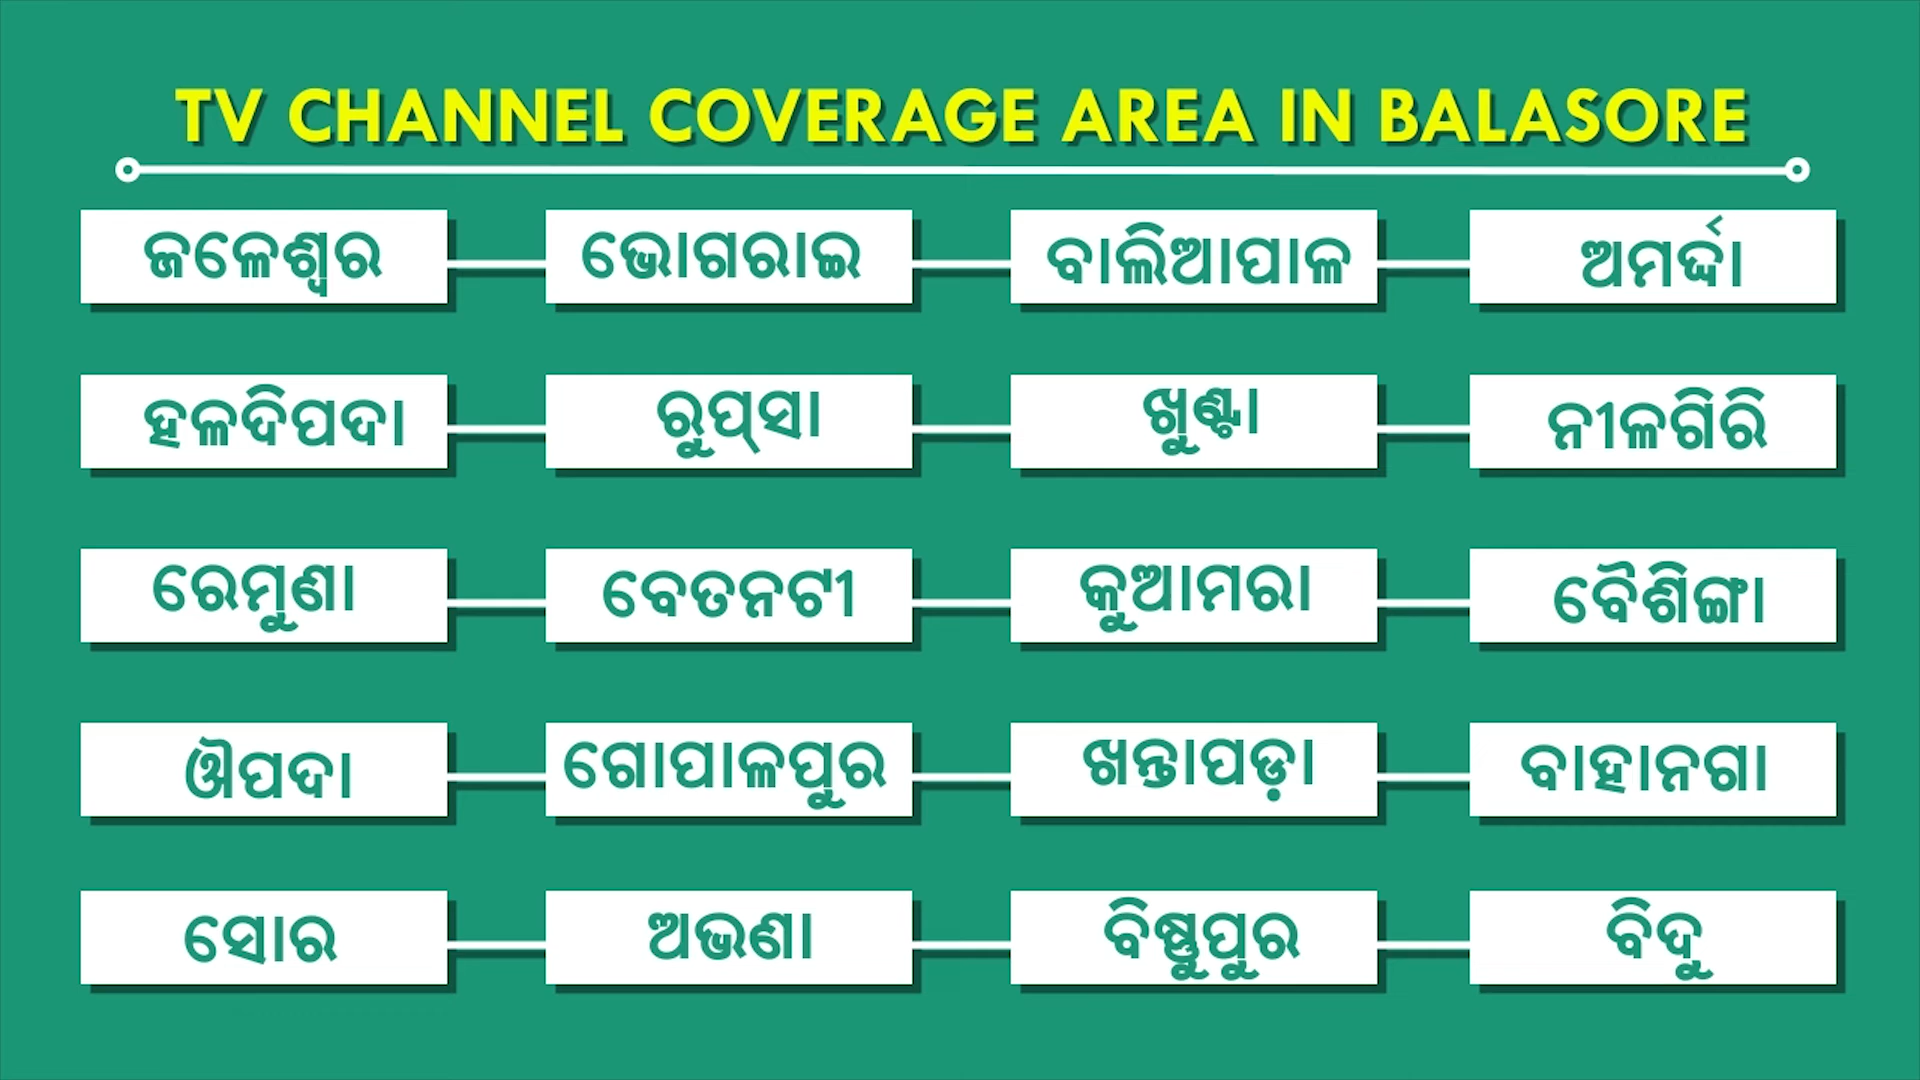 TV CHANNEL COVERAGE AREA IN BALASORE
ଜଳେଶ୍ୱର ଭୋଗରାଇ ବାଲିଆପାଳ ଅମର୍ଦ୍ଦା
ହଳଦିପଦା ରୁପ୍‌ସା ଖୁଣ୍ଟା ନୀଳଗିରି
ରେମୁଣା ବେତନଟୀ କୁଆମରା ବୈଶିଙ୍ଗା
ଔପଦା ଗୋପାଳପୁର ଖନ୍ତାପଡ଼ା ବାହାନଗା
ସୋର ଅଭଣା ବିଷ୍ଣୁପୁର ବିଦୁ